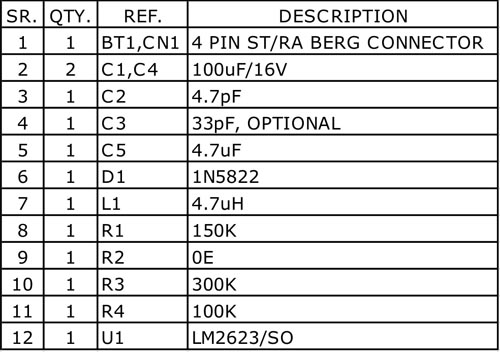 SR. QTY. REF. DESCRIPTION
1 1 BT1,CN1 4 PIN ST/RA BERG CONNECTOR
2 2 C1,C4 100uF/16V
3 1 C2 4.7pF
4 1 C3 33pF, OPTIONAL
5 1 C5 4.7uF
6 1 D1 1N5822
7 1 L1 4.7uH
8 1 R1 150K
9 1 R2 0E
10 1 R3 300K
11 1 R4 100K
12 1 U1 LM2623/SO